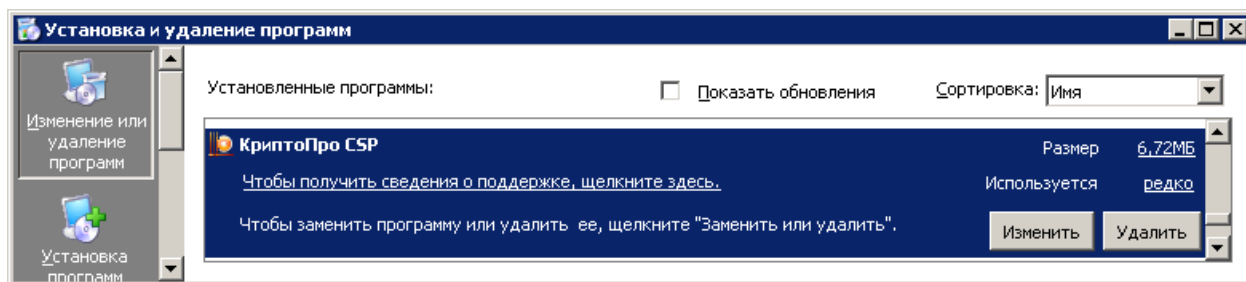 Установка и удаление программ
Изменение или
удаление
программ
Установка
программ
Установленные программы:
Показать обновления
Сортировка: Имя
КриптоПро CSP
Размер 6,72МБ
Чтобы получить сведения о поддержке, щелкните здесь.
Используется редко
Чтобы заменить программу или удалить ее, щелкните "Заменить или удалить".
Изменить
Удалить